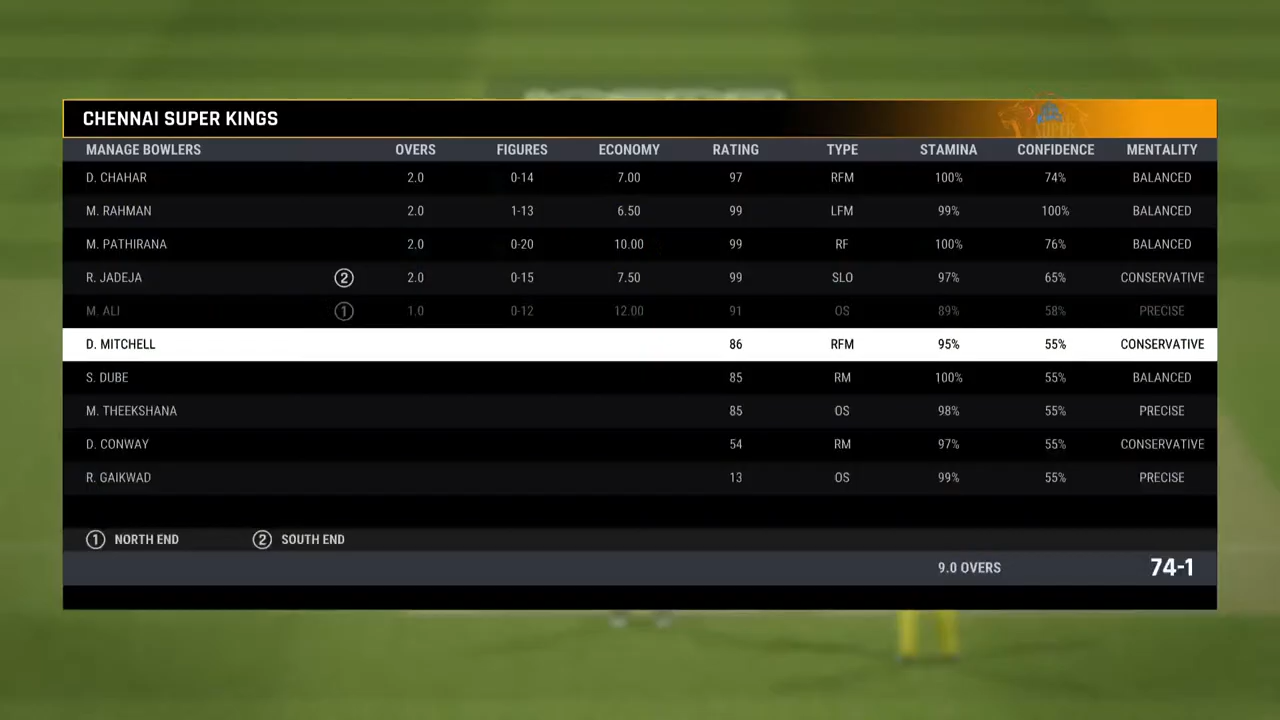 CHENNAI SUPER KINGS
MANAGE BOWLERS OVERS FIGURES ECONOMY RATING TYPE STAMINA CONFIDENCE MENTALITY
D. CHAHAR 2.0 0-14 7.00 97 RFM 100% 74% BALANCED
M. RAHMAN 2.0 1-13 6.50 99 LFM 99% 100% BALANCED
M. PATHIRANA 2.0 0-20 10.00 99 RF 100% 76% BALANCED
R. JADEJA 2 2.0 0-15 7.50 99 SLO 97% 65% CONSERVATIVE
M. ALI 1 1.0 0-12 12.00 91 OS 89% 58% PRECISE
D. MITCHELL 86 RFM 95% 55% CONSERVATIVE
S. DUBE 85 RM 100% 55% BALANCED
M. THEEKSHANA 85 OS 98% 55% PRECISE
D. CONWAY 54 RM 97% 55% CONSERVATIVE
R. GAIKWAD 13 OS 99% 55% PRECISE
1 NORTH END 2 SOUTH END
9.0 OVERS 74-1